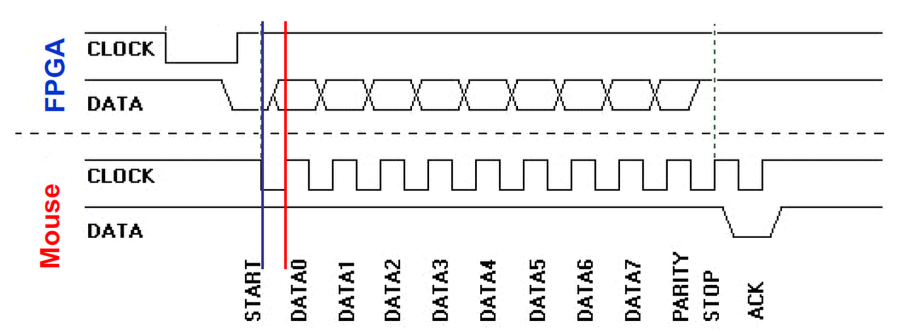 FPGA
CLOCK
DATA
Mouse
CLOCK
DATA
START
DATA0
DATA1
DATA2
DATA3
DATA4
DATA5
DATA6
DATA7
PARITY
STOP
ACK